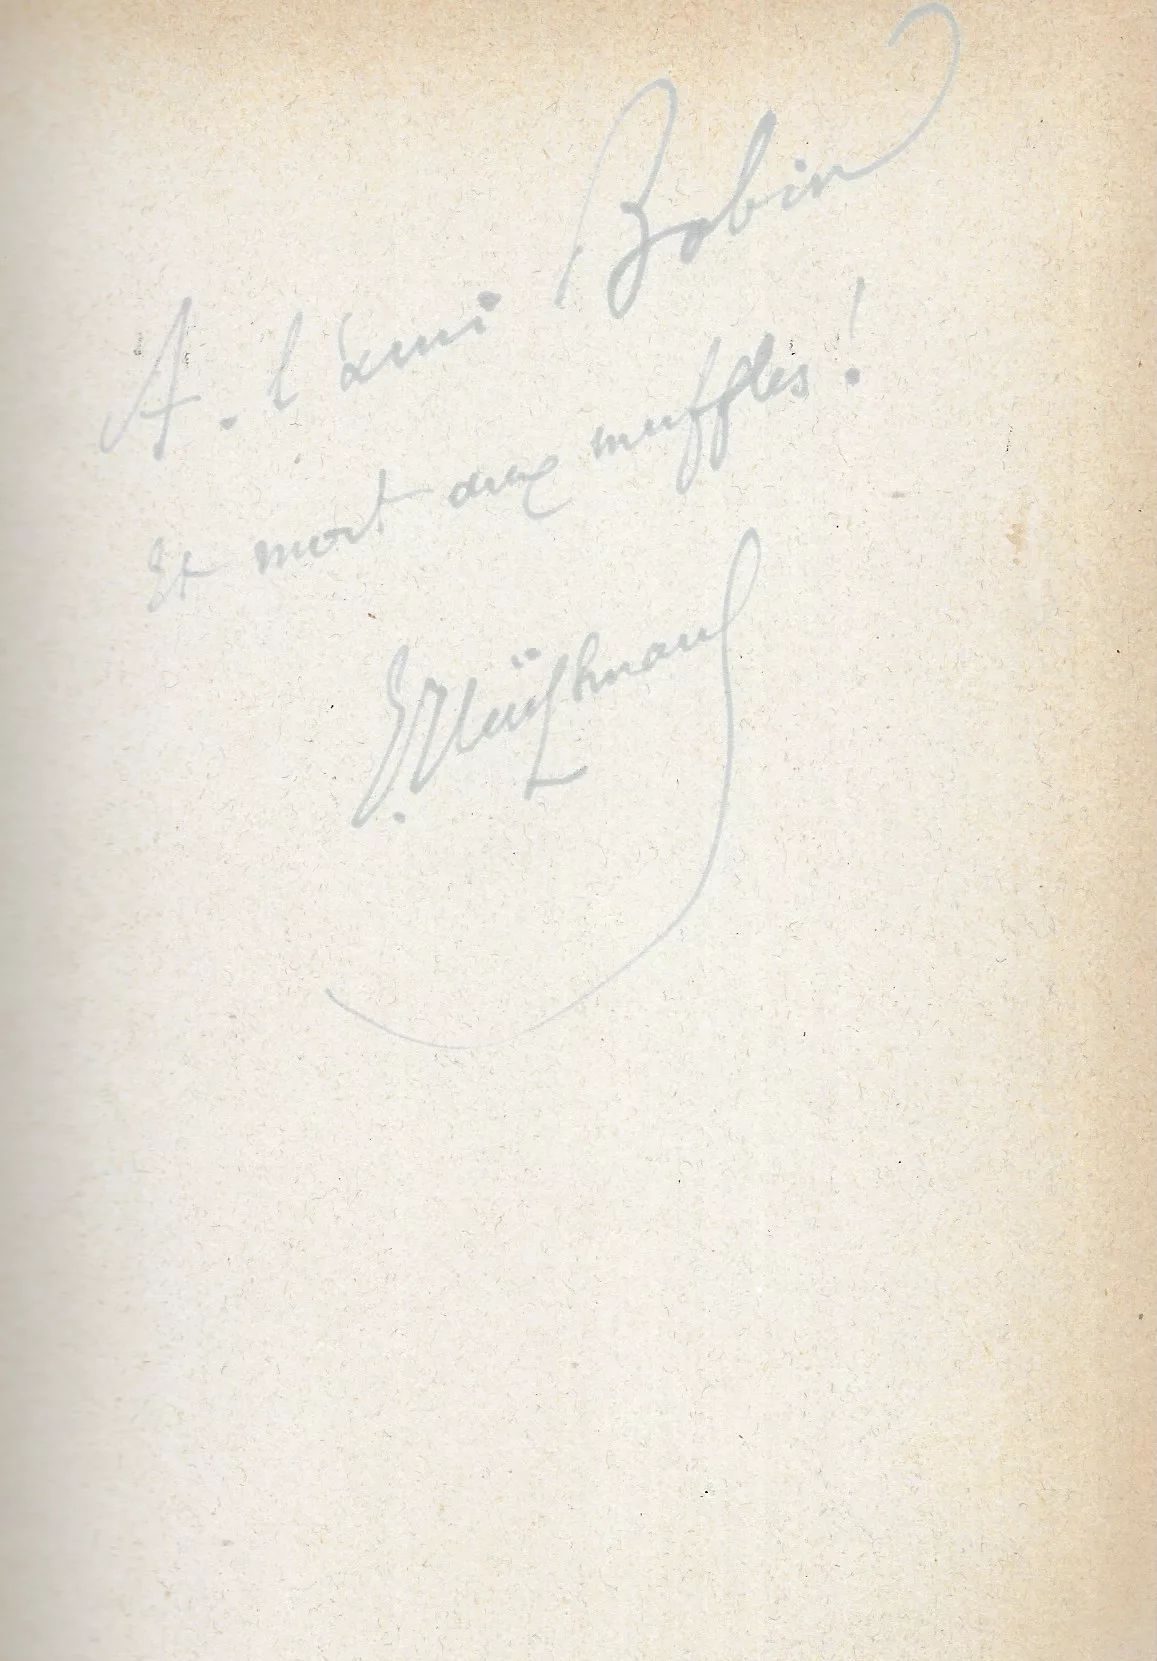 A. l'ami Bobin
Et mort aux muffles !